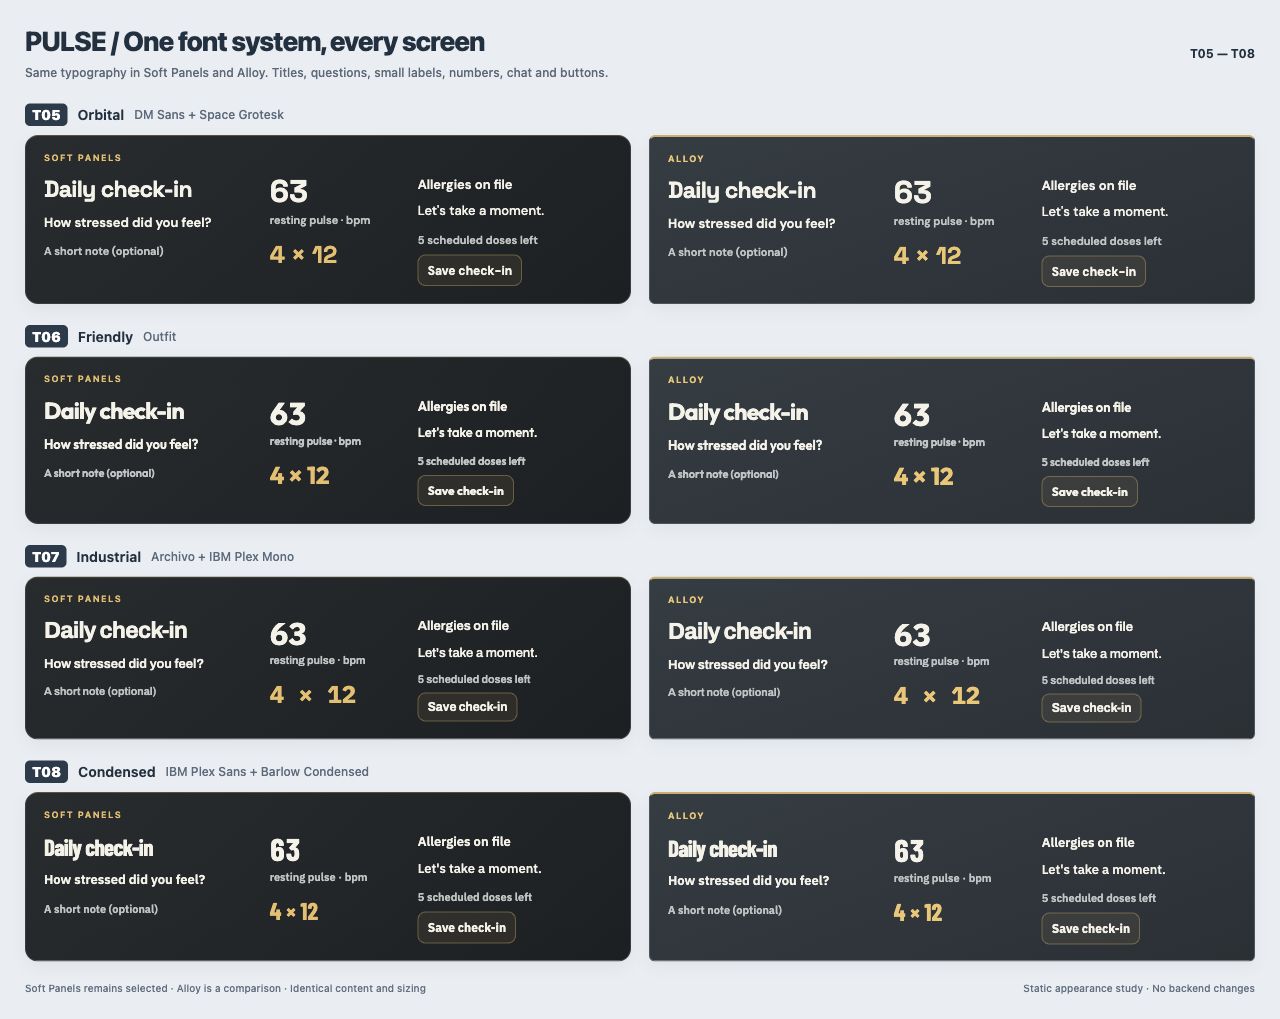 PULSE / One font system, every screen
T05 — T08
Same typography in Soft Panels and Alloy. Titles, questions, small labels, numbers, chat and buttons.
T05 Orbital DM Sans + Space Grotesk
SOFT PANELS
Daily check-in
How stressed did you feel?
A short note (optional)
63
resting pulse · bpm
4 × 12
Allergies on file
Let's take a moment.
5 scheduled doses left
Save check-in
ALLOY
Daily check-in
How stressed did you feel?
A short note (optional)
63
resting pulse · bpm
4 × 12
Allergies on file
Let's take a moment.
5 scheduled doses left
Save check-in
T06 Friendly Outfit
SOFT PANELS
Daily check-in
How stressed did you feel?
A short note (optional)
63
resting pulse · bpm
4 × 12
Allergies on file
Let's take a moment.
5 scheduled doses left
Save check-in
ALLOY
Daily check-in
How stressed did you feel?
A short note (optional)
63
resting pulse · bpm
4 × 12
Allergies on file
Let's take a moment.
5 scheduled doses left
Save check-in
T07 Industrial Archivo + IBM Plex Mono
SOFT PANELS
Daily check-in
How stressed did you feel?
A short note (optional)
63
resting pulse · bpm
4 × 12
Allergies on file
Let's take a moment.
5 scheduled doses left
Save check-in
ALLOY
Daily check-in
How stressed did you feel?
A short note (optional)
63
resting pulse · bpm
4 × 12
Allergies on file
Let's take a moment.
5 scheduled doses left
Save check-in
T08 Condensed IBM Plex Sans + Barlow Condensed
SOFT PANELS
Daily check-in
How stressed did you feel?
A short note (optional)
63
resting pulse · bpm
4 × 12
Allergies on file
Let's take a moment.
5 scheduled doses left
Save check-in
ALLOY
Daily check-in
How stressed did you feel?
A short note (optional)
63
resting pulse · bpm
4 × 12
Allergies on file
Let's take a moment.
5 scheduled doses left
Save check-in
Soft Panels remains selected · Alloy is a comparison · Identical content and sizing
Static appearance study · No backend changes